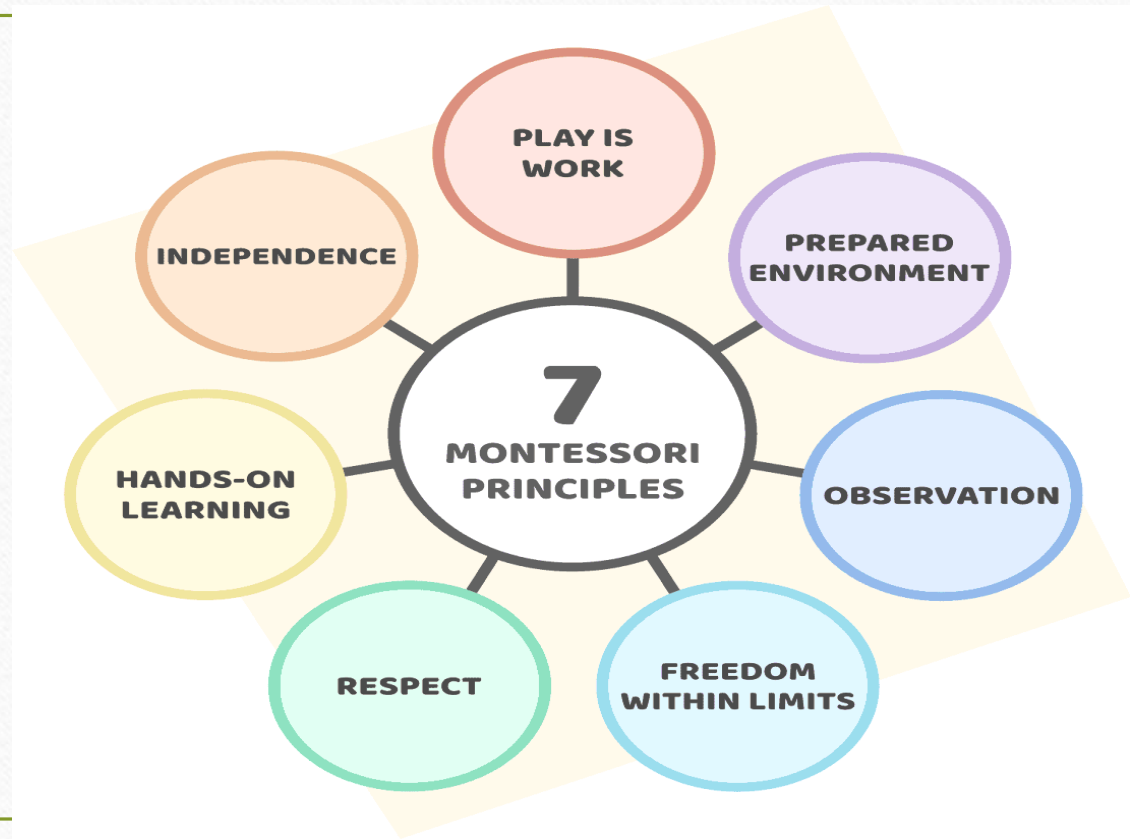 PLAY IS
WORK
PREPARED
ENVIRONMENT
OBSERVATION
FREEDOM
WITHIN LIMITS
RESPECT
HANDS-ON
LEARNING
INDEPENDENCE
7
MONTESSORI
PRINCIPLES